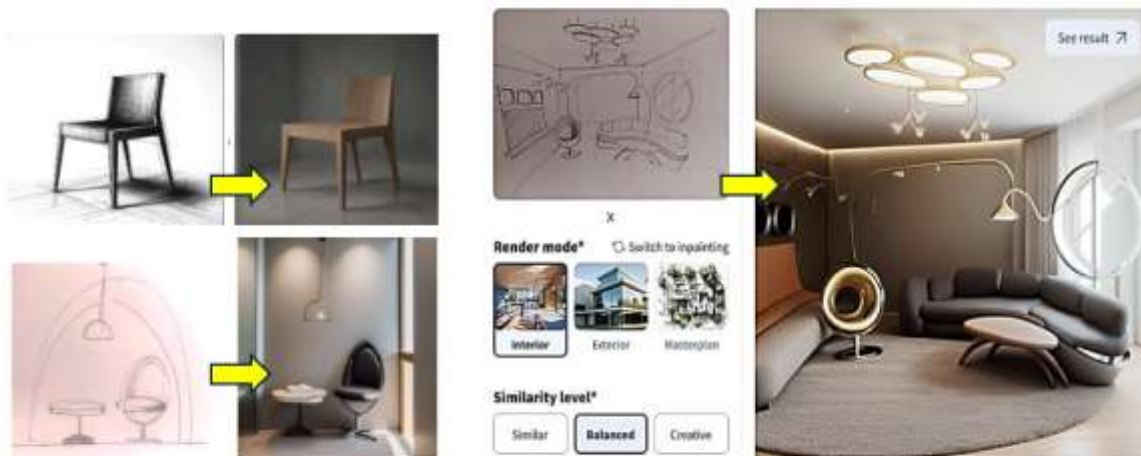 See result ↗
X
Render mode*
Switch to inpainting
Interior
Exterior
Masterplan
Similarity level*
Similar
Balanced
Creative